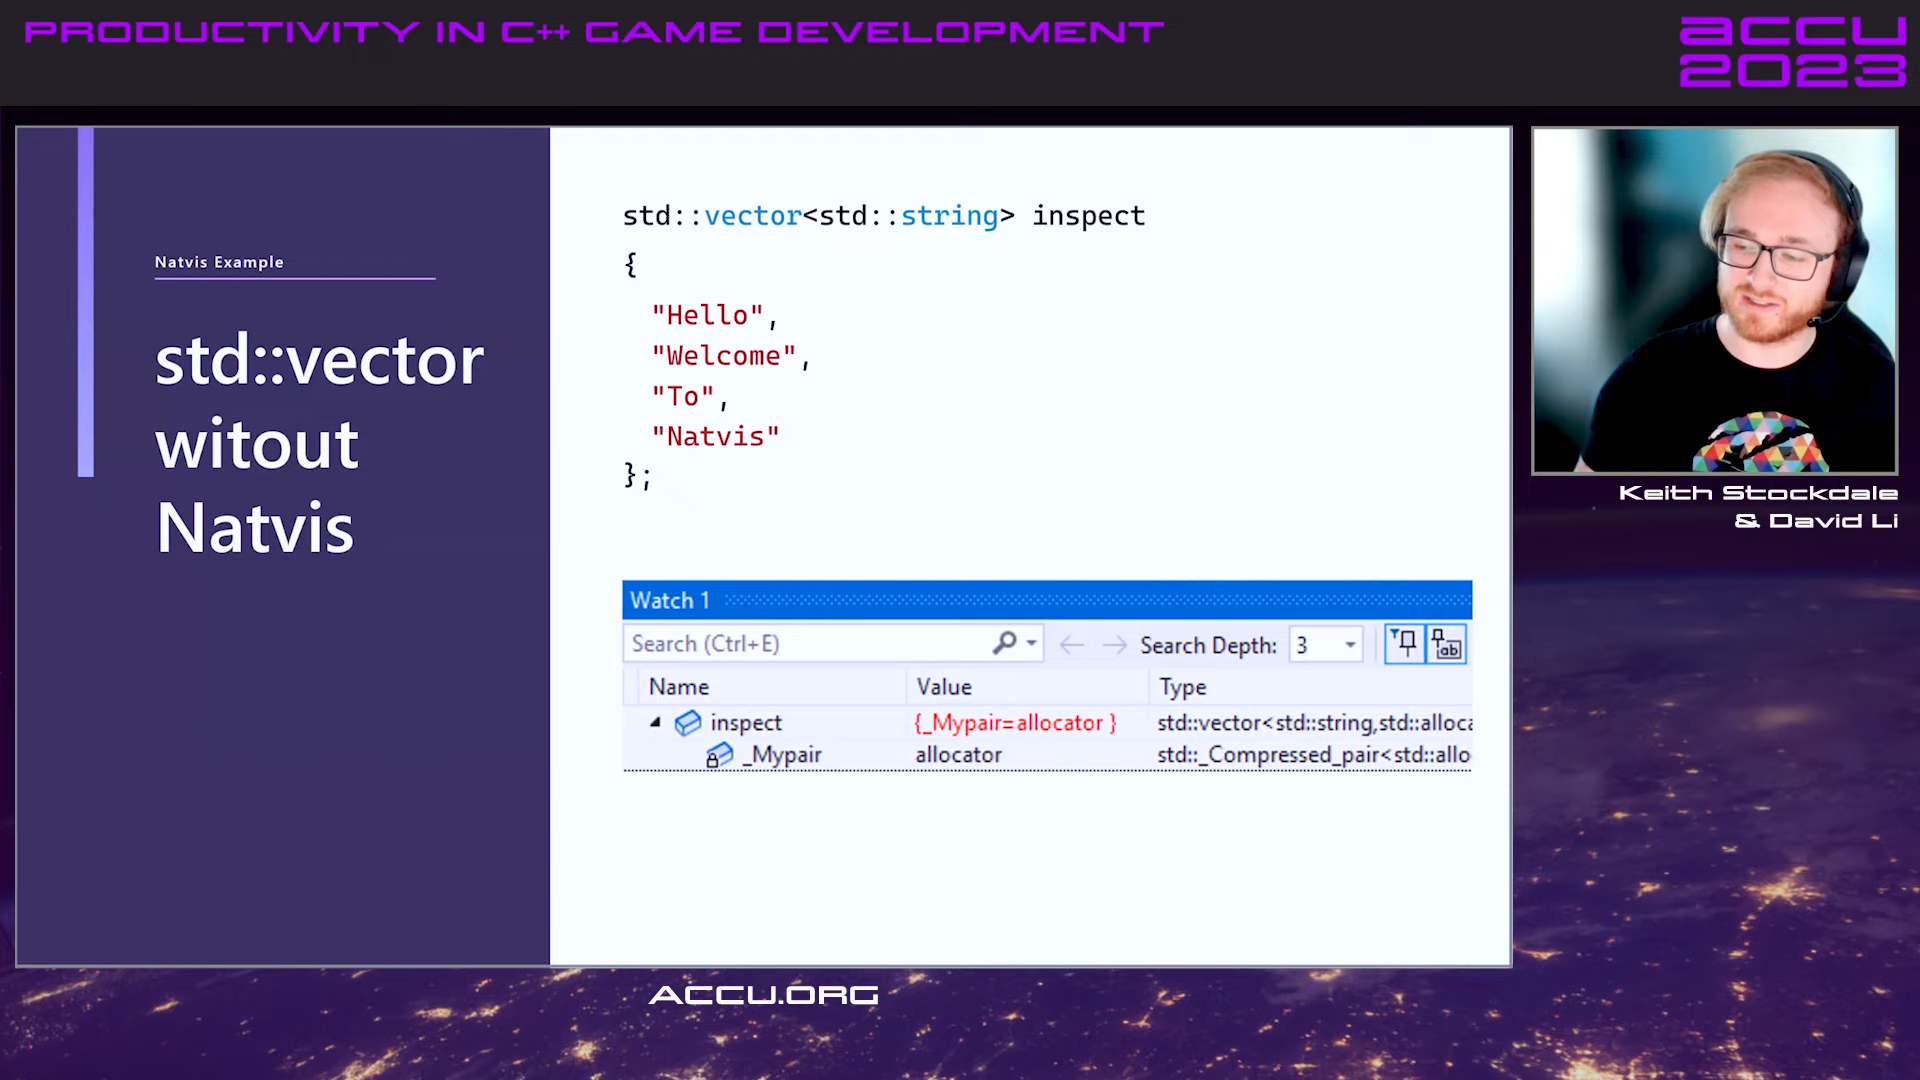 PRODUCTIVITY IN C++ GAME DEVELOPMENT
accu
2023
Natvis Example
std::vector
witout
Natvis
std::vector<std::string> inspect
{
"Hello",
"Welcome",
"To",
"Natvis"
};
Watch 1
Search (Ctrl+E)
Search Depth: 3
ab
Name Value Type
inspect {_Mypair=allocator } std::vector<std::string,std::alloca
_Mypair allocator std::_Compressed_pair<std::allo
Keith Stockdale
& David Li
ACCU.ORG